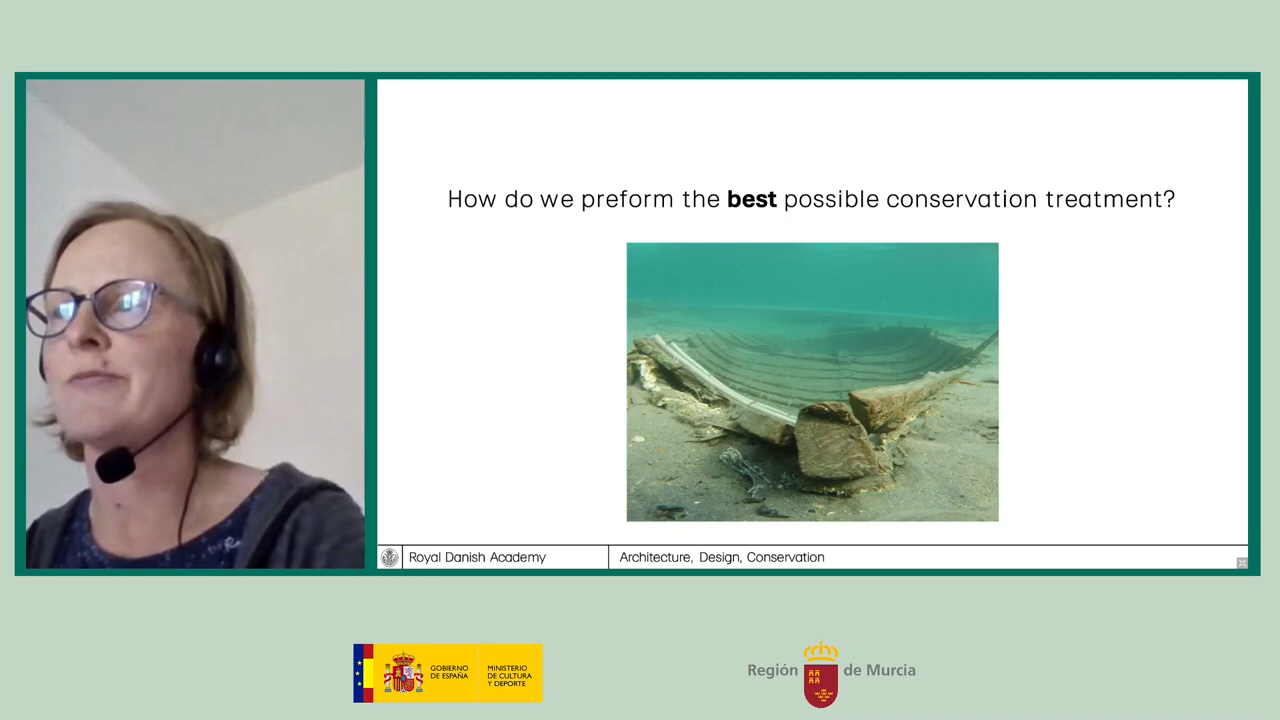 How do we preform the best possible conservation treatment?
Royal Danish Academy
Architecture, Design, Conservation
GOBIERNO
DE ESPAÑA
MINISTERIO
DE CULTURA
Y DEPORTE
Región de Murcia